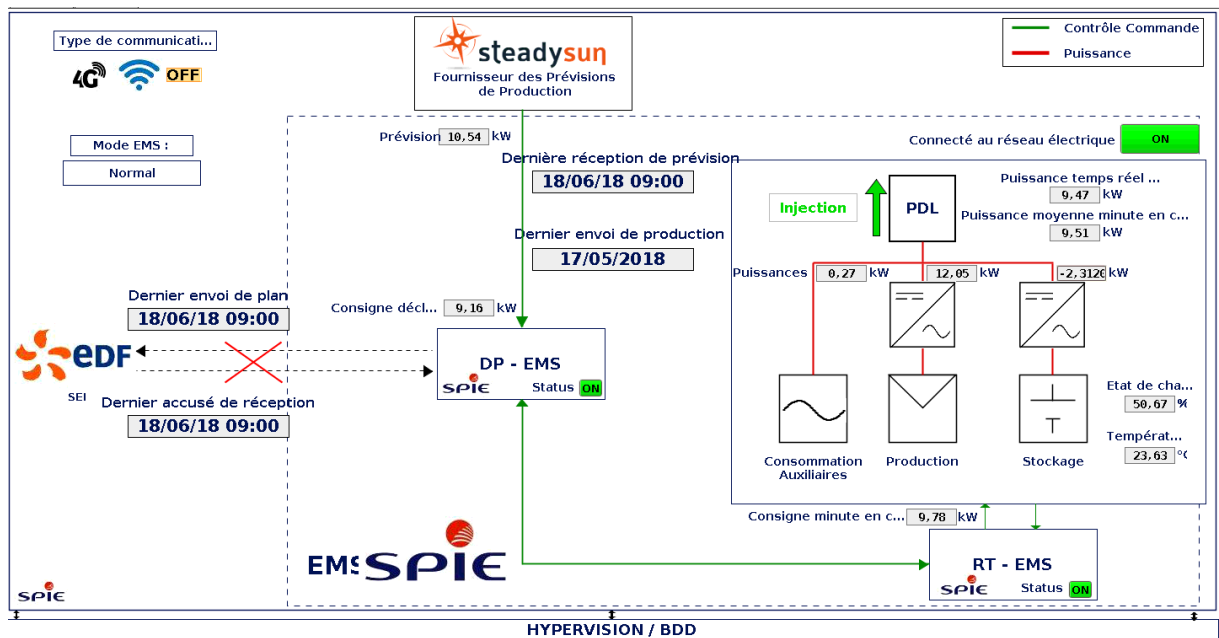 Type de communicati...
4G
OFF
Mode EMS :
Normal
steadysun
Fournisseur des Prévisions
de Production
Contrôle Commande
Puissance
Prévision 10,54 kW
Dernière réception de prévision
18/06/18 09:00
Dernier envoi de production
17/05/2018
Connecté au réseau électrique ON
Injection
PDL
Puissance temps réel ...
9,47 kW
Puissance moyenne minute en c...
9,51 kW
Puissances 0,27 kW 12,05 kW -2,3126 kW
Dernier envoi de plan
18/06/18 09:00
Consigne décl... 9,16 kW
edF
SEI
DP - EMS
SPIE Status ON
Dernier accusé de réception
18/06/18 09:00
Etat de cha...
50,67 %
Températ...
23,63 °C
Consommation
Auxiliaires
Production
Stockage
Consigne minute en c... 9,78 kW
EMS SPIE
RT - EMS
SPIE Status ON
SPIE
HYPERVISION / BDD